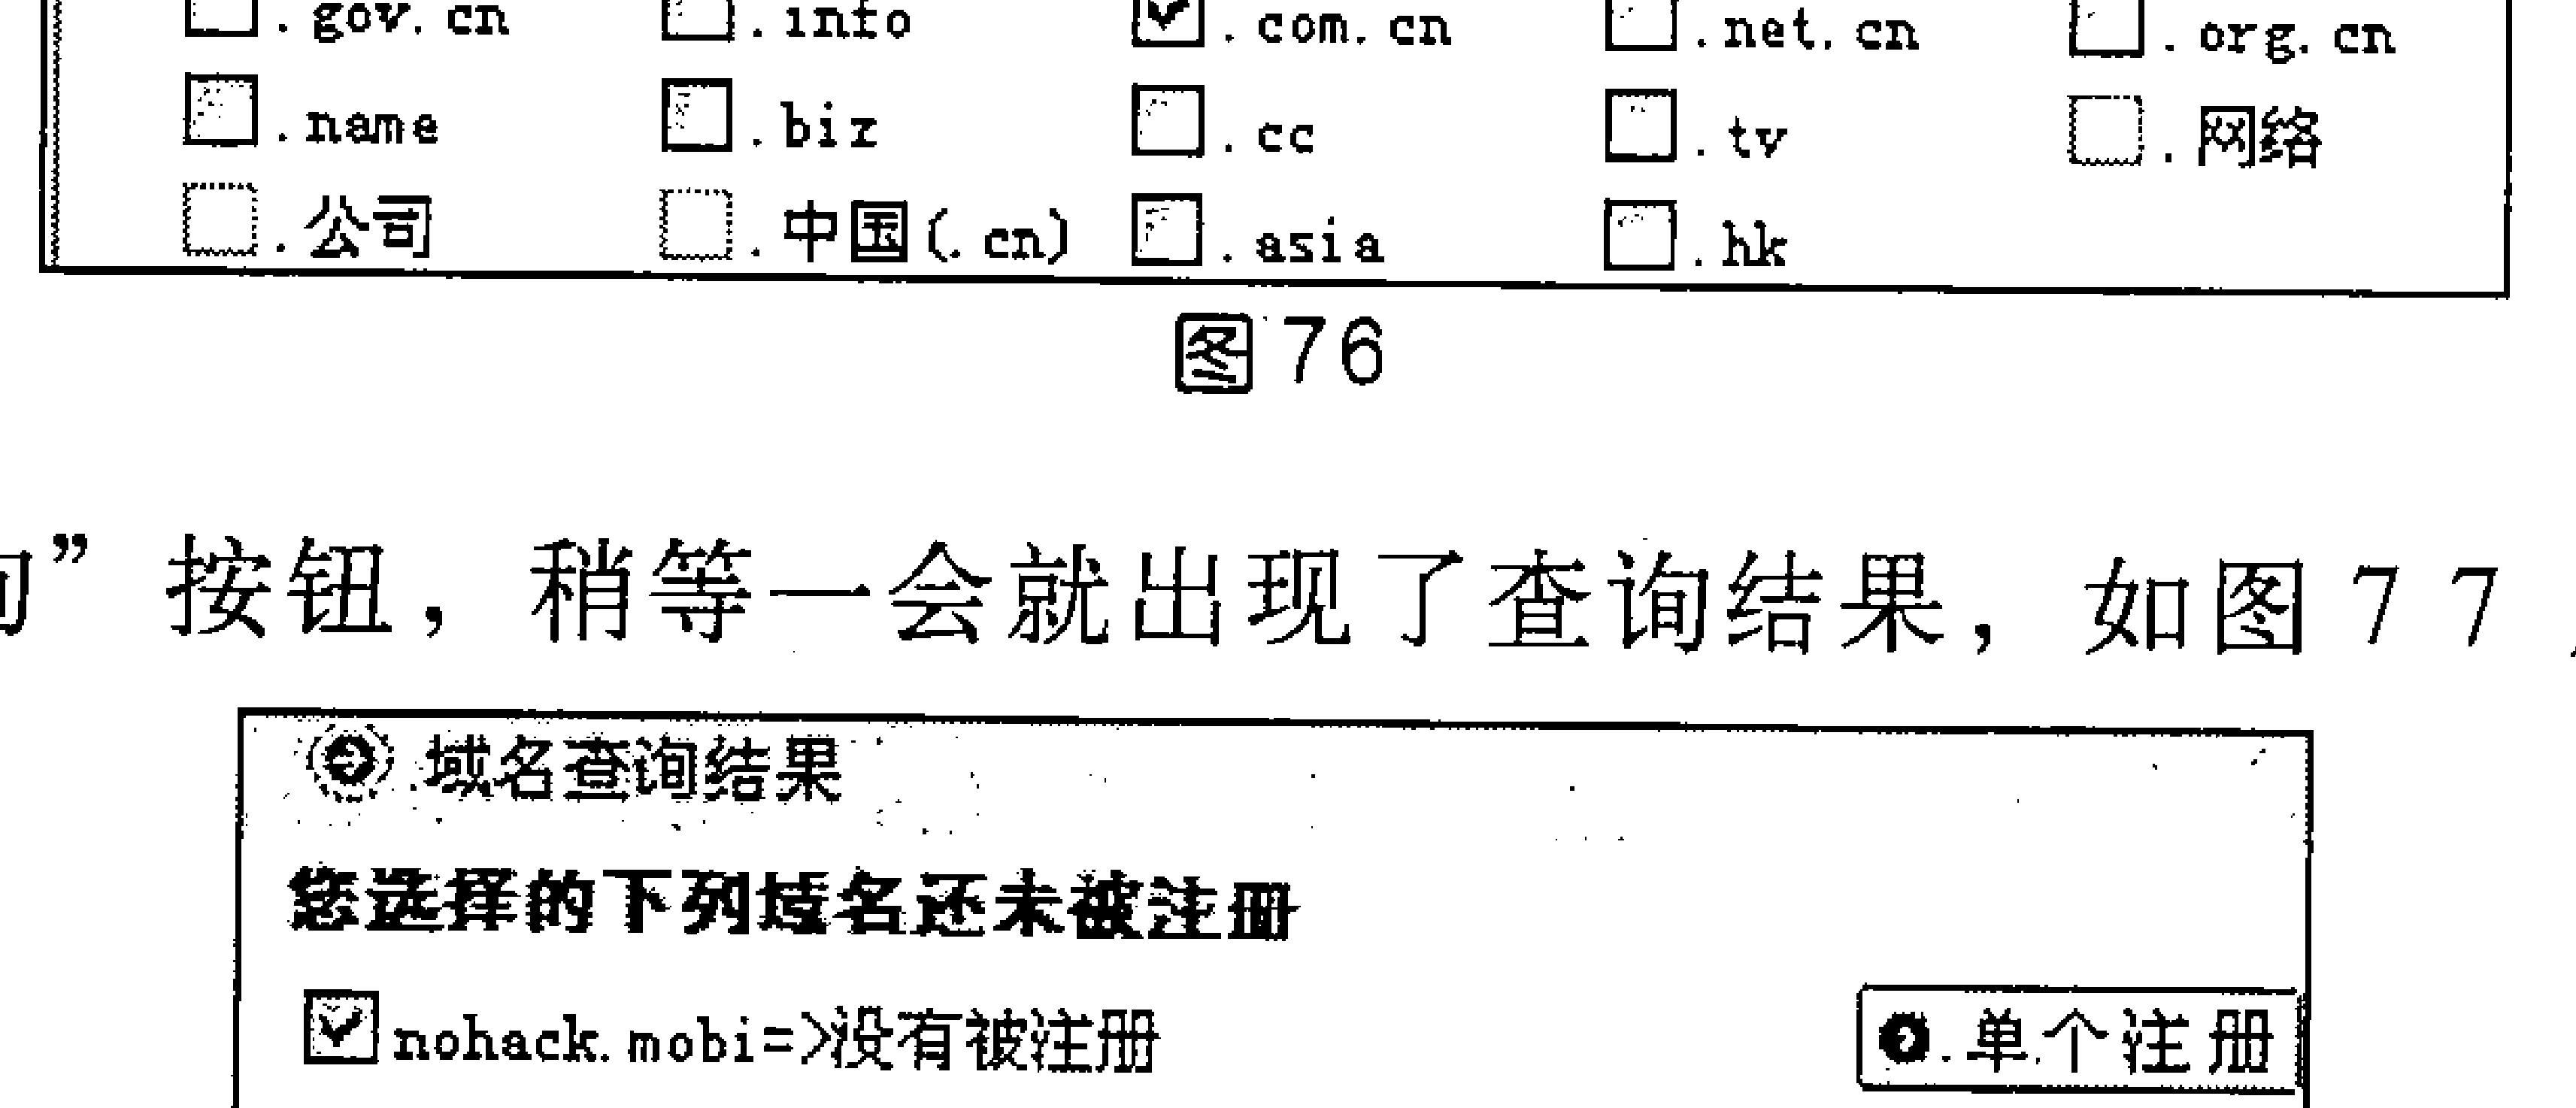 .gov.cn .info .com.cn .net.cn .org.cn
.name .biz .cc .tv .网络
.公司 .中国(.cn) .asia .hk
图76
”按钮，稍等一会就出现了查询结果，如图77
域名查询结果
您选择的下列域名还未被注册
nohack.mobi=>没有被注册 单个注册